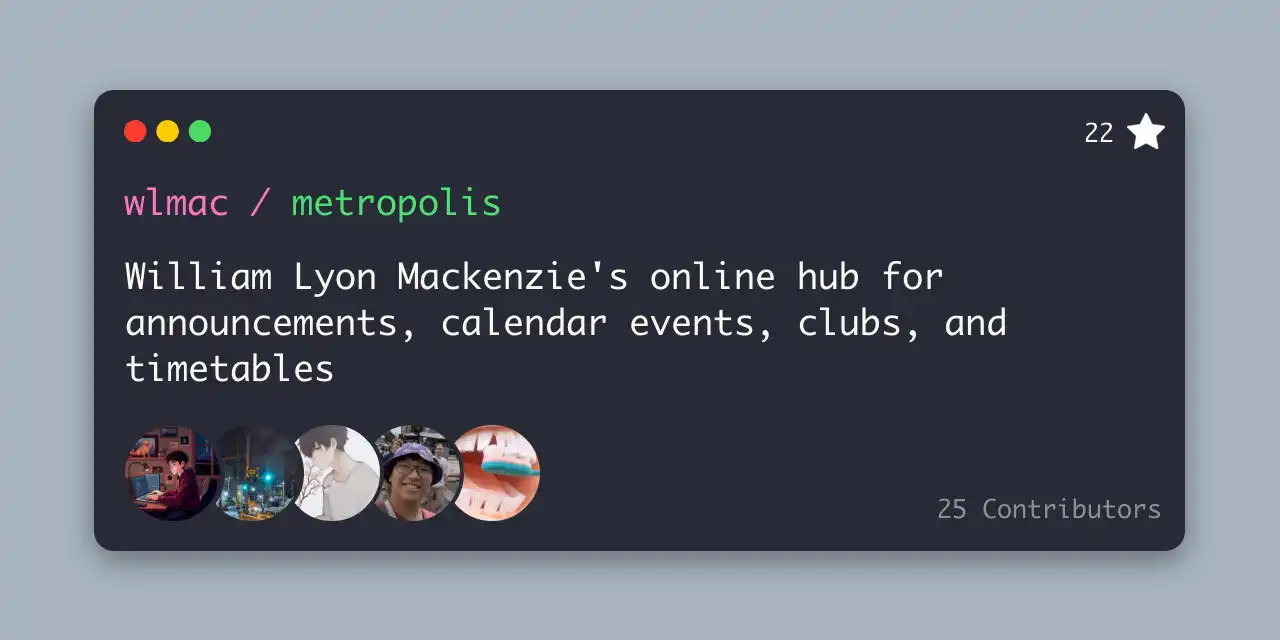 22
wlmac / metropolis
William Lyon Mackenzie's online hub for
announcements, calendar events, clubs, and
timetables
25 Contributors